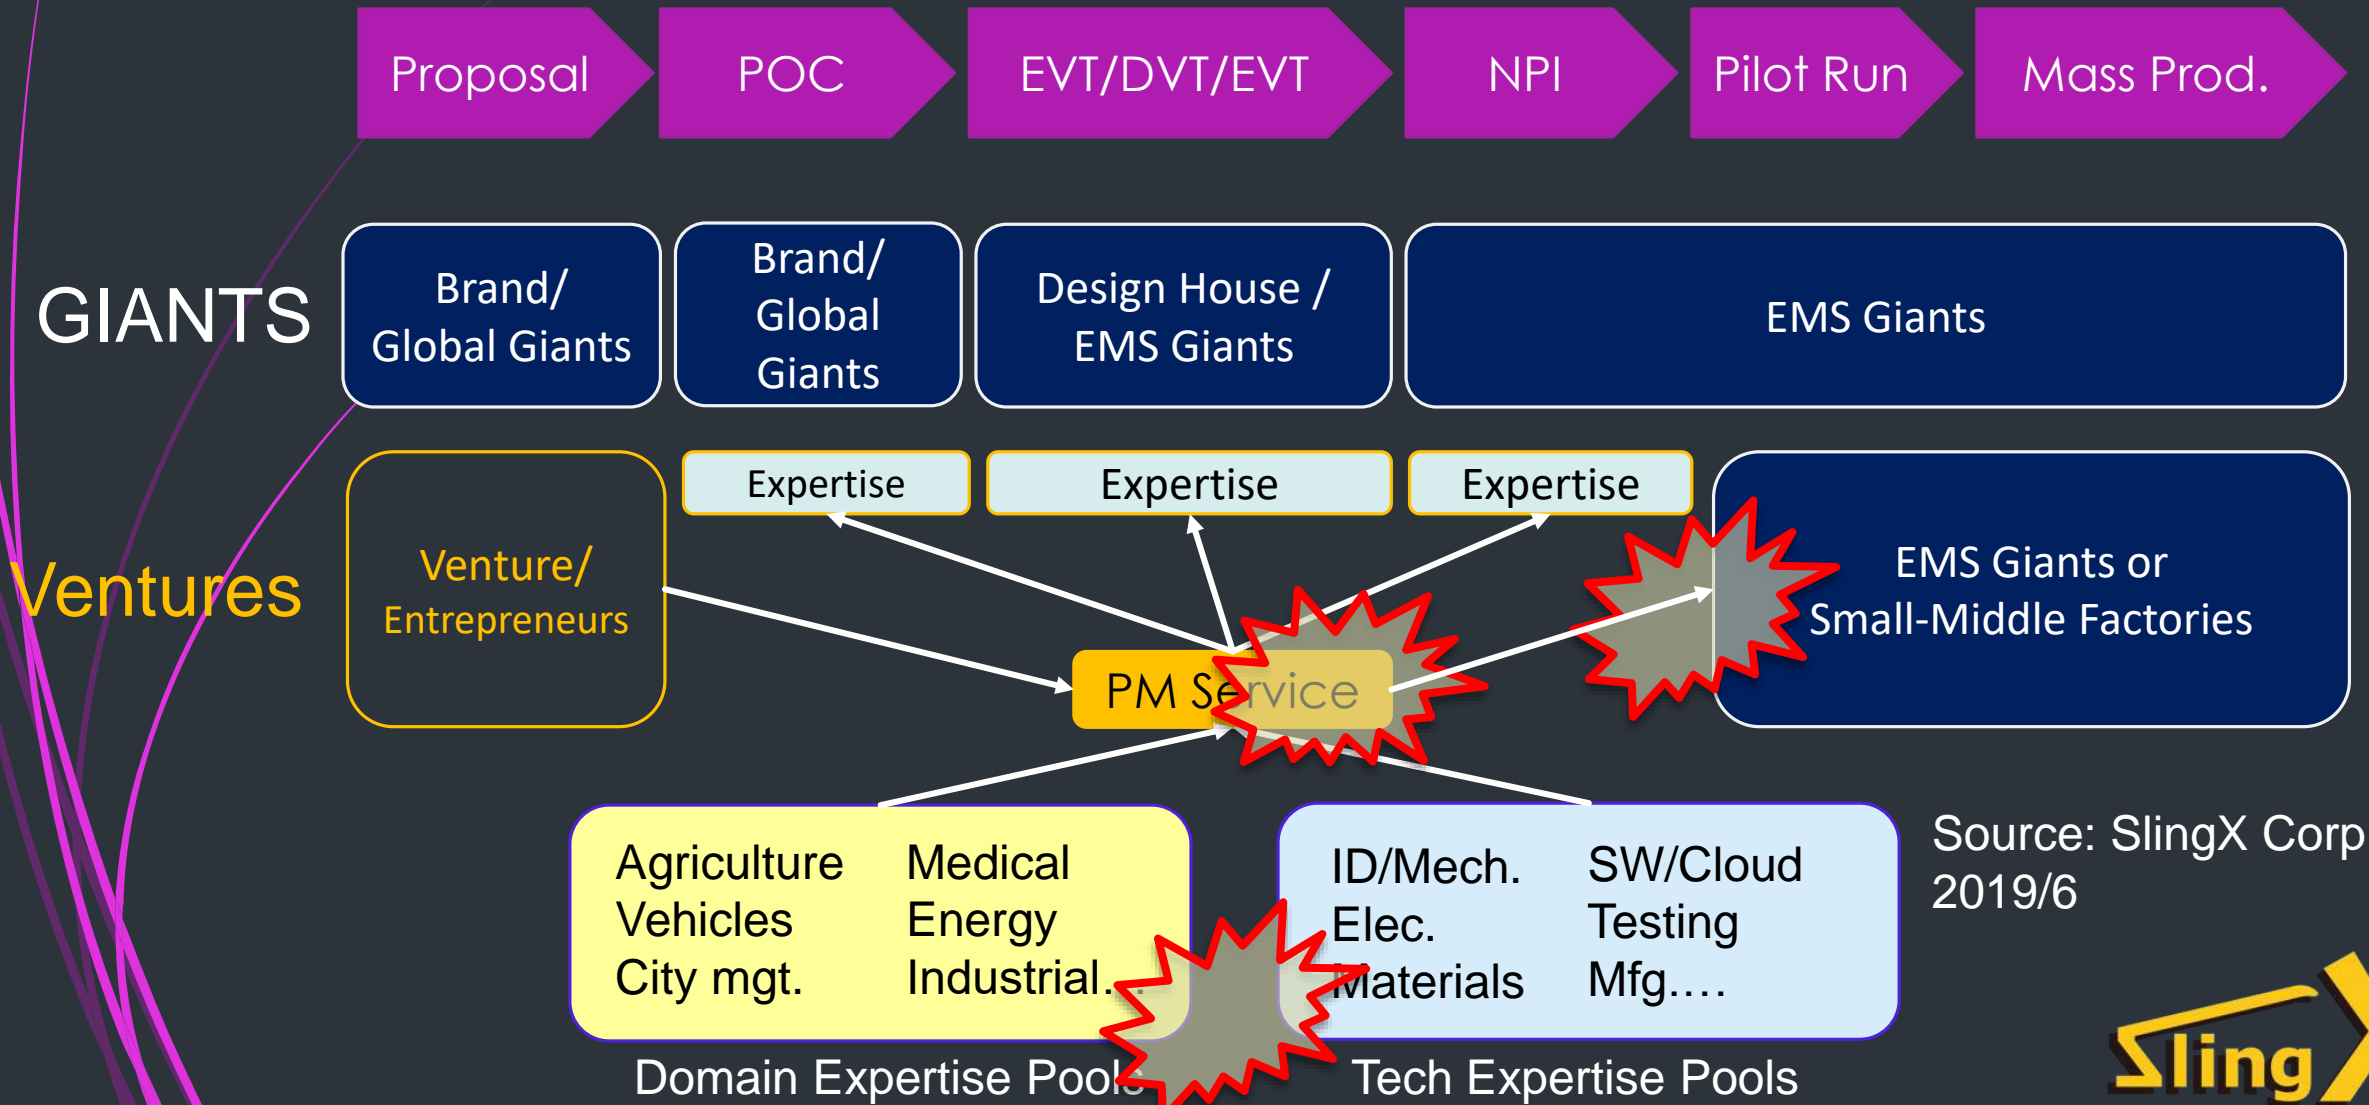 Proposal
POC
EVT/DVT/EVT
NPI
Pilot Run
Mass Prod.
GIANTS
Brand/
Global Giants
Brand/
Global
Giants
Design House /
EMS Giants
EMS Giants
Ventures
Venture/
Entrepreneurs
Expertise
Expertise
Expertise
EMS Giants or
Small-Middle Factories
PM Service
Agriculture
Vehicles
City mgt.
Medical
Energy
Industrial…
ID/Mech.
Elec.
Materials
SW/Cloud
Testing
Mfg.…
Domain Expertise Pools
Tech Expertise Pools
Source: SlingX Corp
2019/6
SlingX